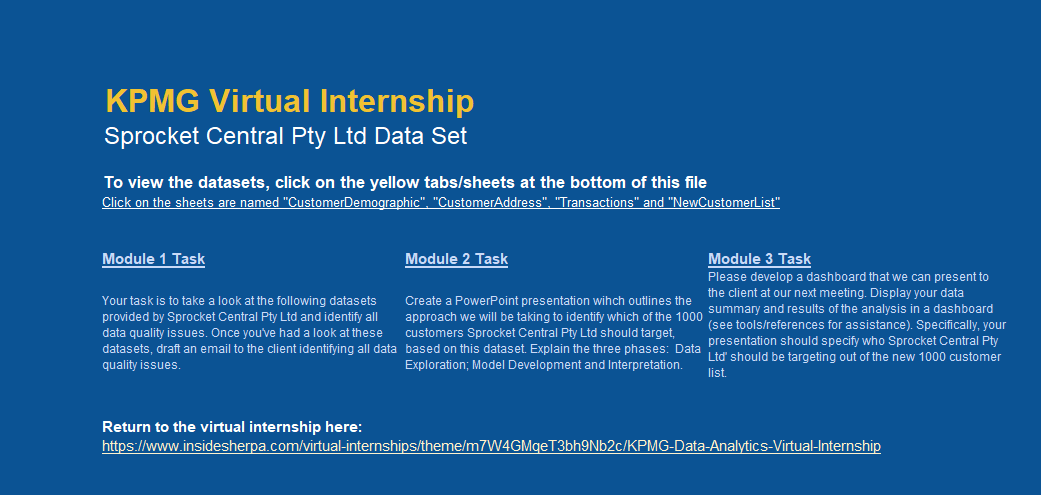 KPMG Virtual Internship
Sprocket Central Pty Ltd Data Set
To view the datasets, click on the yellow tabs/sheets at the bottom of this file
Click on the sheets are named "CustomerDemographic", "CustomerAddress", "Transactions" and "NewCustomerList"
Module 1 Task
Your task is to take a look at the following datasets
provided by Sprocket Central Pty Ltd and identify all
data quality issues. Once you've had a look at these
datasets, draft an email to the client identifying all data
quality issues.
Module 2 Task
Create a PowerPoint presentation wihch outlines the
approach we will be taking to identify which of the 1000
customers Sprocket Central Pty Ltd should target,
based on this dataset. Explain the three phases: Data
Exploration; Model Development and Interpretation.
Module 3 Task
Please develop a dashboard that we can present to
the client at our next meeting. Display your data
summary and results of the analysis in a dashboard
(see tools/references for assistance). Specifically, your
presentation should specify who Sprocket Central Pty
Ltd' should be targeting out of the new 1000 customer
list.
Return to the virtual internship here:
https://www.insidesherpa.com/virtual-internships/theme/m7W4GMqeT3bh9Nb2c/KPMG-Data-Analytics-Virtual-Internship